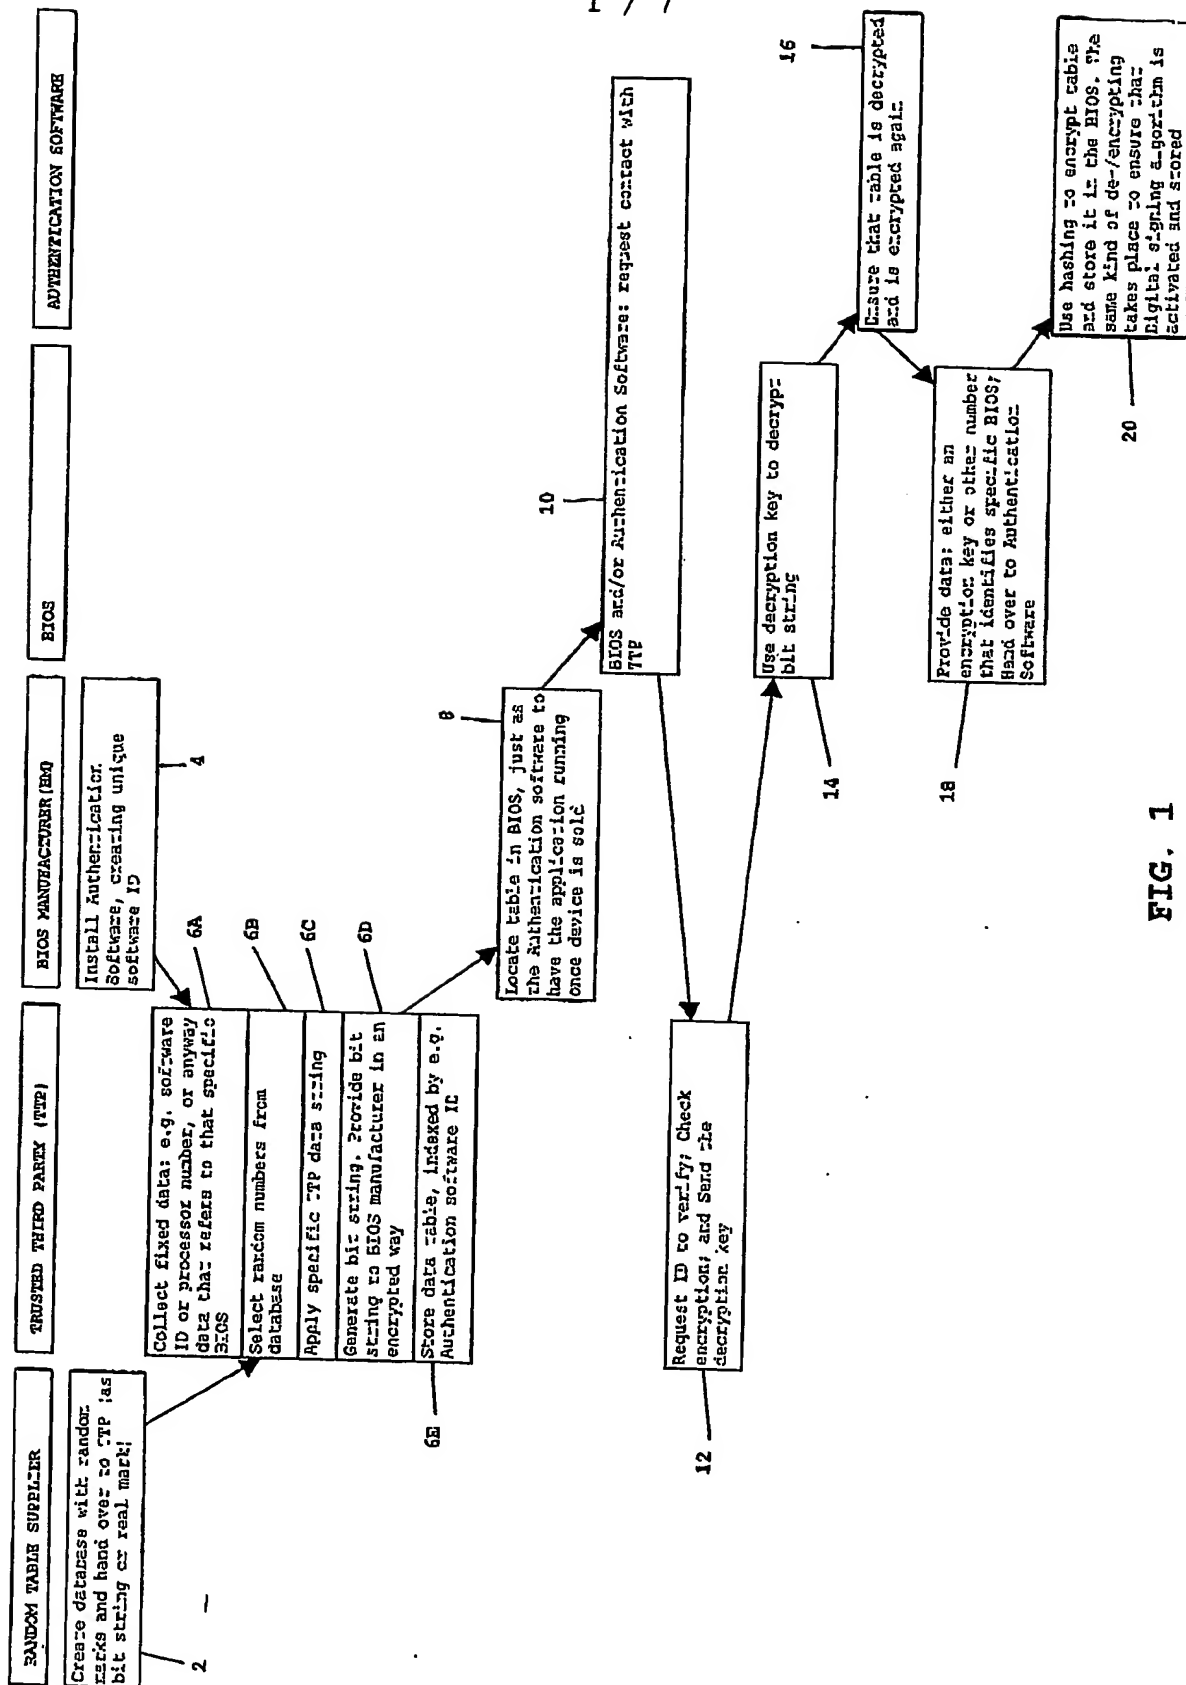 1 / 7
RANDOM TABLE SUPPLIER
TRUSTED THIRD PARTY (TTP)
BIOS MANUFACTURER(BM)
BIOS
AUTHENTICATION SOFTWARE
Create database with random
marks and hand over to TTP (as
bit string or real mark)
2
Install Authentication
Software, creating unique
software ID
4
Collect fixed data: e.g. software
ID or processor number, or anyway
data that refers to that specific
BIOS
6A
Select random numbers from
database
6B
Apply specific TTP data string
6C
Generate bit string. Provide bit
string to BIOS manufacturer in an
encrypted way
6D
Store data table, indexed by e.g.
Authentication software ID
6E
Locate table in BIOS, just as
the Authentication software to
have the application running
once device is sold
8
BIOS and/or Authentication Software: request contact with
TTP
10
Request ID to verify; Check
encryption; and Send the
decryption key
12
Use decryption key to decrypt
bit string
14
Ensure that table is decrypted
and is encrypted again
16
Provide data: either an
encryption key or other number
that identifies specific BIOS;
Hand over to Authentication
Software
18
Use hashing to encrypt table
and store it in the BIOS. The
same kind of de-/encrypting
takes place to ensure that
Digital signing algorithm is
activated and stored
20
FIG. 1